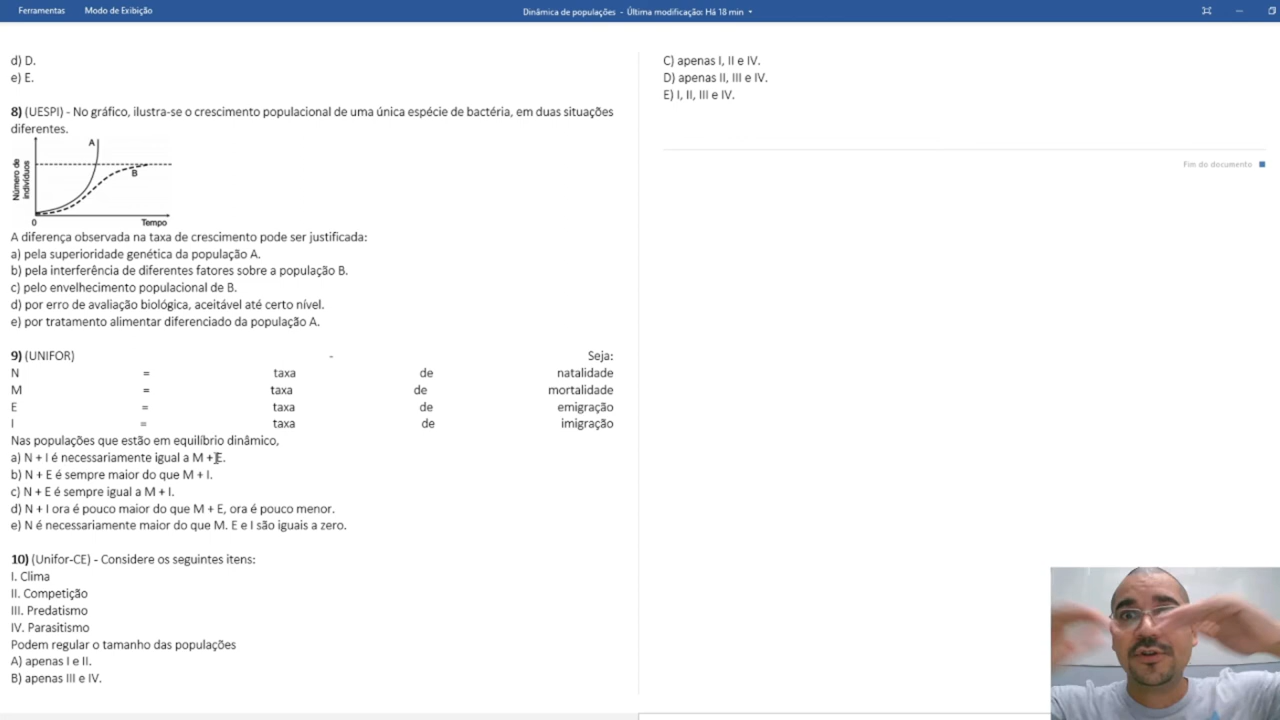 Ferramentas Modo de Exibição Dinâmica de populações - Última modificação: Há 18 min
d) D.
e) E.
8) (UESPI) - No gráfico, ilustra-se o crescimento populacional de uma única espécie de bactéria, em duas situações
diferentes.
A
B
Número de
indivíduos
0 Tempo
A diferença observada na taxa de crescimento pode ser justificada:
a) pela superioridade genética da população A.
b) pela interferência de diferentes fatores sobre a população B.
c) pelo envelhecimento populacional de B.
d) por erro de avaliação biológica, aceitável até certo nível.
e) por tratamento alimentar diferenciado da população A.
9) (UNIFOR) - Seja:
N = taxa de natalidade
M = taxa de mortalidade
E = taxa de emigração
I = taxa de imigração
Nas populações que estão em equilíbrio dinâmico,
a) N + I é necessariamente igual a M + E.
b) N + E é sempre maior do que M + I.
c) N + E é sempre igual a M + I.
d) N + I ora é pouco maior do que M + E, ora é pouco menor.
e) N é necessariamente maior do que M. E e I são iguais a zero.
10) (Unifor-CE) - Considere os seguintes itens:
I. Clima
II. Competição
III. Predatismo
IV. Parasitismo
Podem regular o tamanho das populações
A) apenas I e II.
B) apenas III e IV.
C) apenas I, II e IV.
D) apenas II, III e IV.
E) I, II, III e IV.
Fim do documento